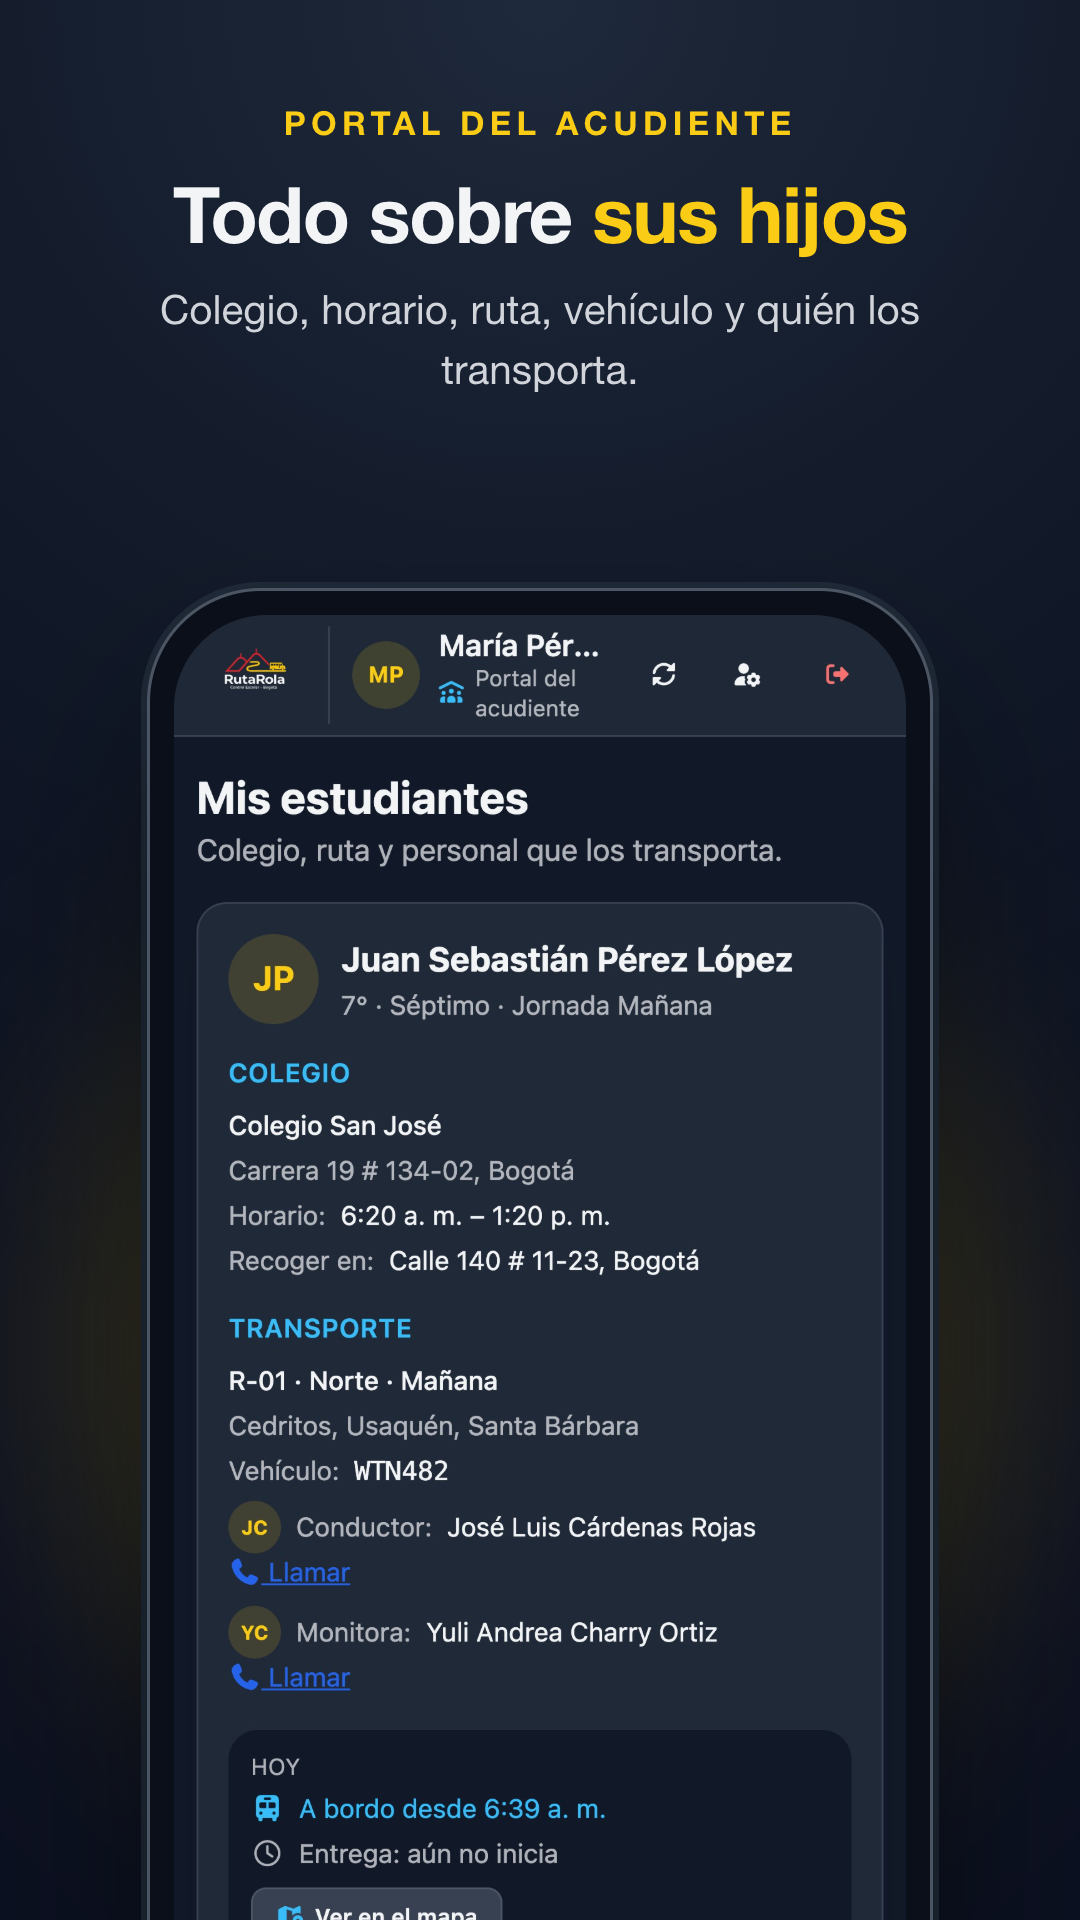 PORTAL DEL ACUDIENTE
Todo sobre sus hijos
Colegio, horario, ruta, vehículo y quién los
transporta.
RutaRola
MP
María Pér...
Portal del
acudiente
Mis estudiantes
Colegio, ruta y personal que los transporta.
JP
Juan Sebastián Pérez López
7° · Séptimo · Jornada Mañana
COLEGIO
Colegio San José
Carrera 19 # 134-02, Bogotá
Horario: 6:20 a. m. – 1:20 p. m.
Recoger en: Calle 140 # 11-23, Bogotá
TRANSPORTE
R-01 · Norte · Mañana
Cedritos, Usaquén, Santa Bárbara
Vehículo: WTN482
JC Conductor: José Luis Cárdenas Rojas
Llamar
YC Monitora: Yuli Andrea Charry Ortiz
Llamar
HOY
A bordo desde 6:39 a. m.
Entrega: aún no inicia
Ver en el mapa